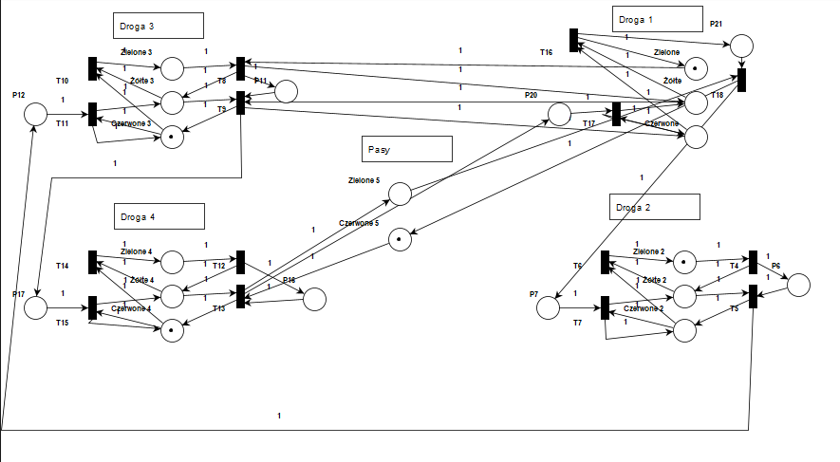 Droga 3
Droga 1
P21
Zielone 3
1
1
T16
1
1
Zielone
T10
1
Żółte 3
1
T8
1
P11
1
1
Żółte
P12
1
1
1
T9
1
P20
1
1
T18
T11
1
Czerwone 3
1
T17
Czerwone
Pasy
1
1
Zielone 5
1
Droga 4
Droga 2
Czerwone 5
1
1
Zielone 4
1
1
1
Zielone 2
1
1
T14
1
T12
1
T6
1
T4
1
P6
P17
1
Żółte 4
1
P16
P7
1
Żółte 2
1
1
Czerwone 4
T13
Czerwone 2
T5
T15
T7
1
1